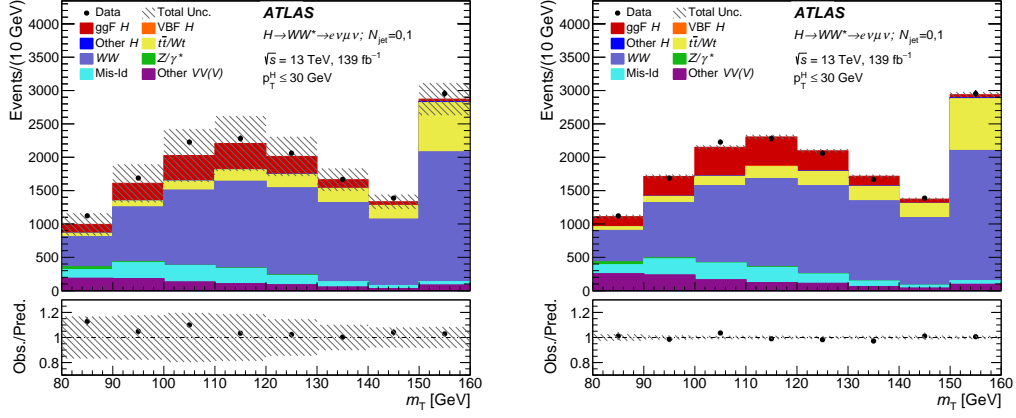 Data Total Unc.
ggF H VBF H
Other H tt̄/Wt
WW Z/γ*
Mis-Id Other VV(V)
ATLAS
H→WW*→eνμν; N_jet=0,1
√s = 13 TeV, 139 fb⁻¹
p_T^H ≤ 30 GeV
Events/(10 GeV)
4000
3500
3000
2500
2000
1500
1000
500
0
Obs./Pred.
1.2
1
0.8
80 90 100 110 120 130 140 150 160
m_T [GeV]
Data Total Unc.
ggF H VBF H
Other H tt̄/Wt
WW Z/γ*
Mis-Id Other VV(V)
ATLAS
H→WW*→eνμν; N_jet=0,1
√s = 13 TeV, 139 fb⁻¹
p_T^H ≤ 30 GeV
Events/(10 GeV)
4000
3500
3000
2500
2000
1500
1000
500
0
Obs./Pred.
1.2
1
0.8
80 90 100 110 120 130 140 150 160
m_T [GeV]